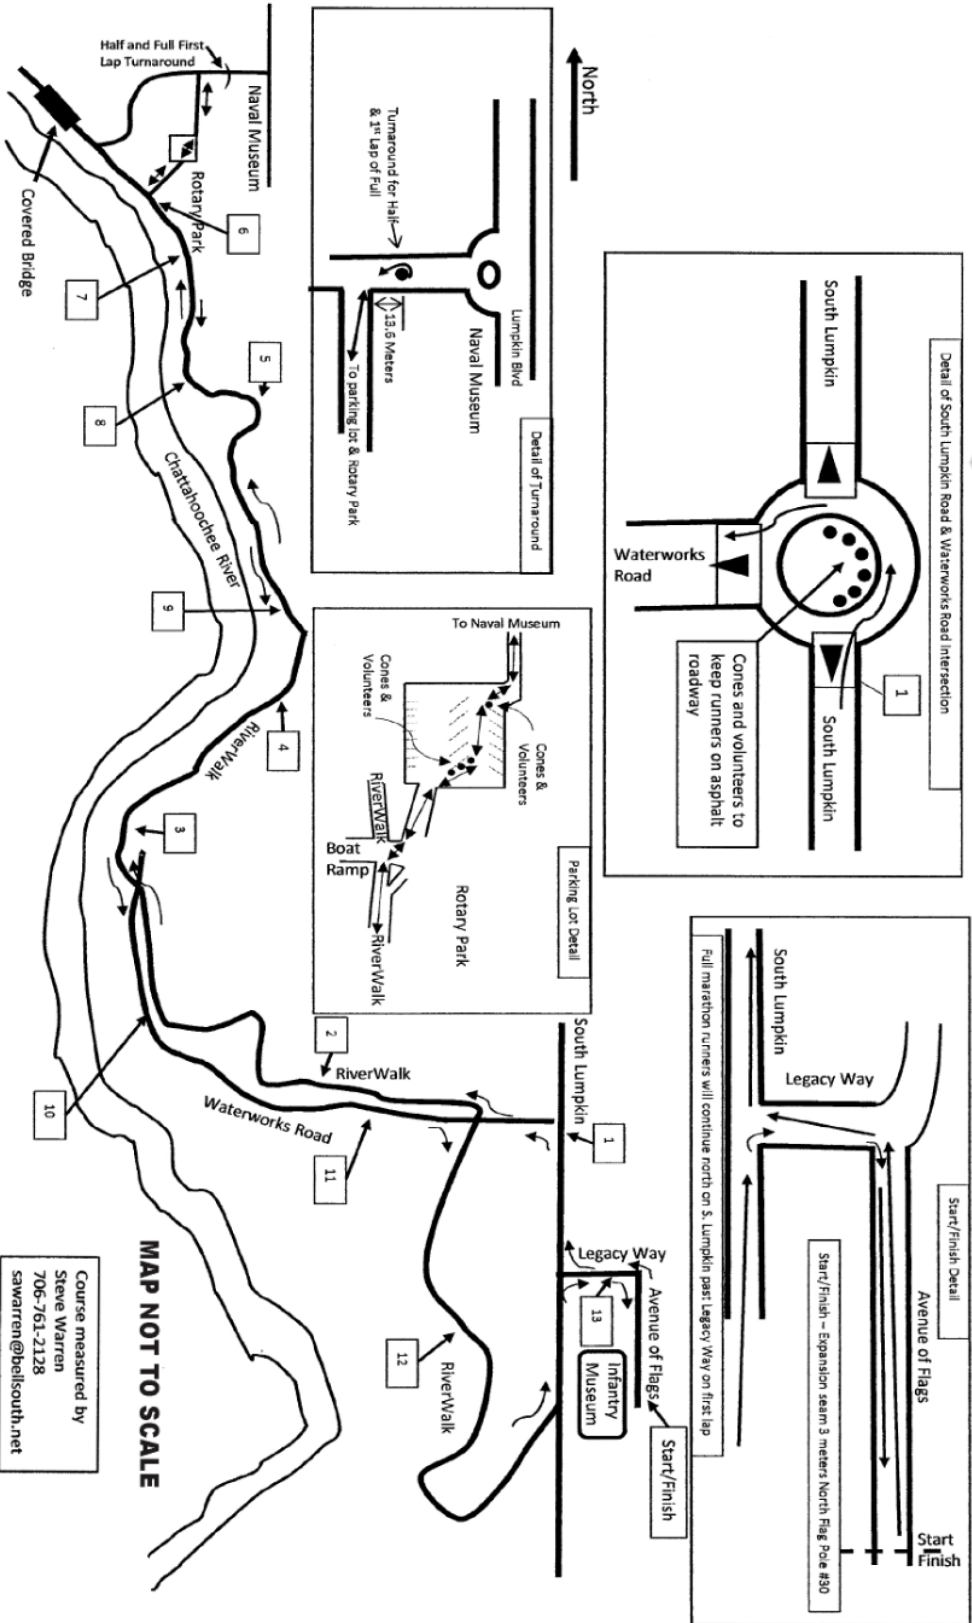 Half and Full First
Lap Turnaround
Naval Museum
Rotary Park
6
7
Covered Bridge
5
8
Chattahoochee River
9
4
RiverWalk
3
10
2
RiverWalk
Waterworks Road
11
South Lumpkin
1
Legacy Way
Avenue of Flags
13
Infantry
Museum
Start/Finish
12
RiverWalk
North
Detail of Turnaround
Lumpkin Blvd
Naval Museum
Turnaround for Half
& 1st Lap of Full
13.6 Meters
To parking lot & Rotary Park
Detail of South Lumpkin Road & Waterworks Road Intersection
South Lumpkin
1
South Lumpkin
Waterworks
Road
Cones and volunteers to
keep runners on asphalt
roadway
Parking Lot Detail
To Naval Museum
Cones &
Volunteers
Cones &
Volunteers
RiverWalk
Boat
Ramp
Rotary Park
RiverWalk
Start/Finish Detail
Avenue of Flags
South Lumpkin
Legacy Way
Start/Finish – Expansion seam 3 meters North Flag Pole #30
Start
Finish
Full marathon runners will continue north on S. Lumpkin past Legacy Way on first lap
MAP NOT TO SCALE
Course measured by
Steve Warren
706-761-2128
sawarren@bellsouth.net